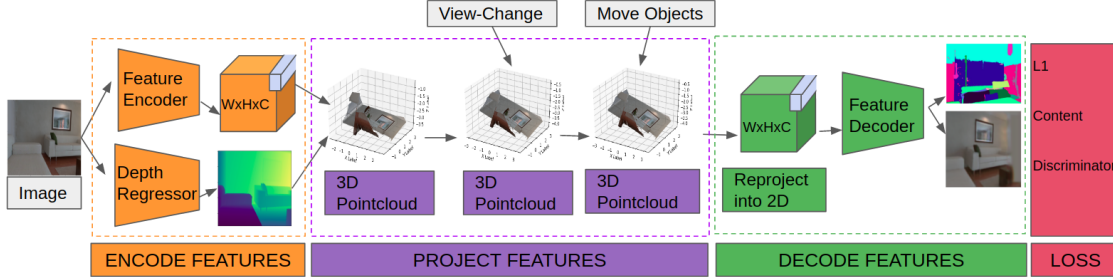 View-Change
Move Objects
Feature
Encoder
WxHxC
Depth
Regressor
Image
3D
Pointcloud
3D
Pointcloud
3D
Pointcloud
WxHxC
Reproject
into 2D
Feature
Decoder
L1
Content
Discriminator
ENCODE FEATURES
PROJECT FEATURES
DECODE FEATURES
LOSS